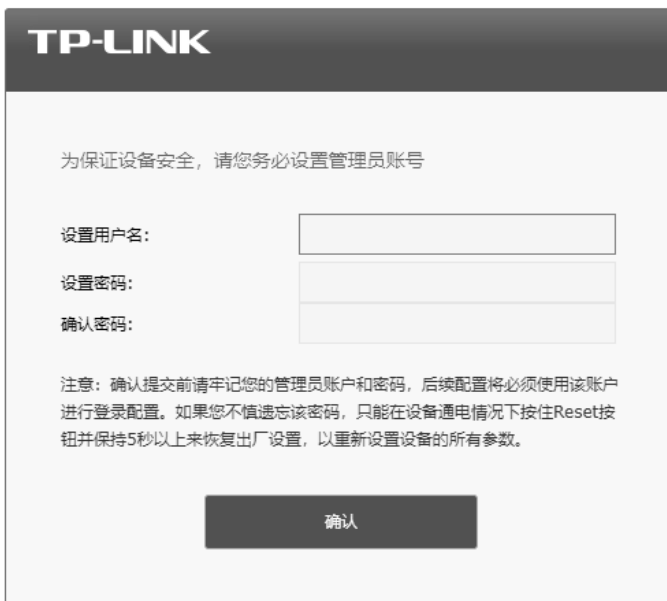 TP-LINK
为保证设备安全，请您务必设置管理员账号
设置用户名：
设置密码：
确认密码：
注意：确认提交前请牢记您的管理员账户和密码，后续配置将必须使用该账户
进行登录配置。如果您不慎遗忘该密码，只能在设备通电情况下按住Reset按
钮并保持5秒以上来恢复出厂设置，以重新设置设备的所有参数。
确认